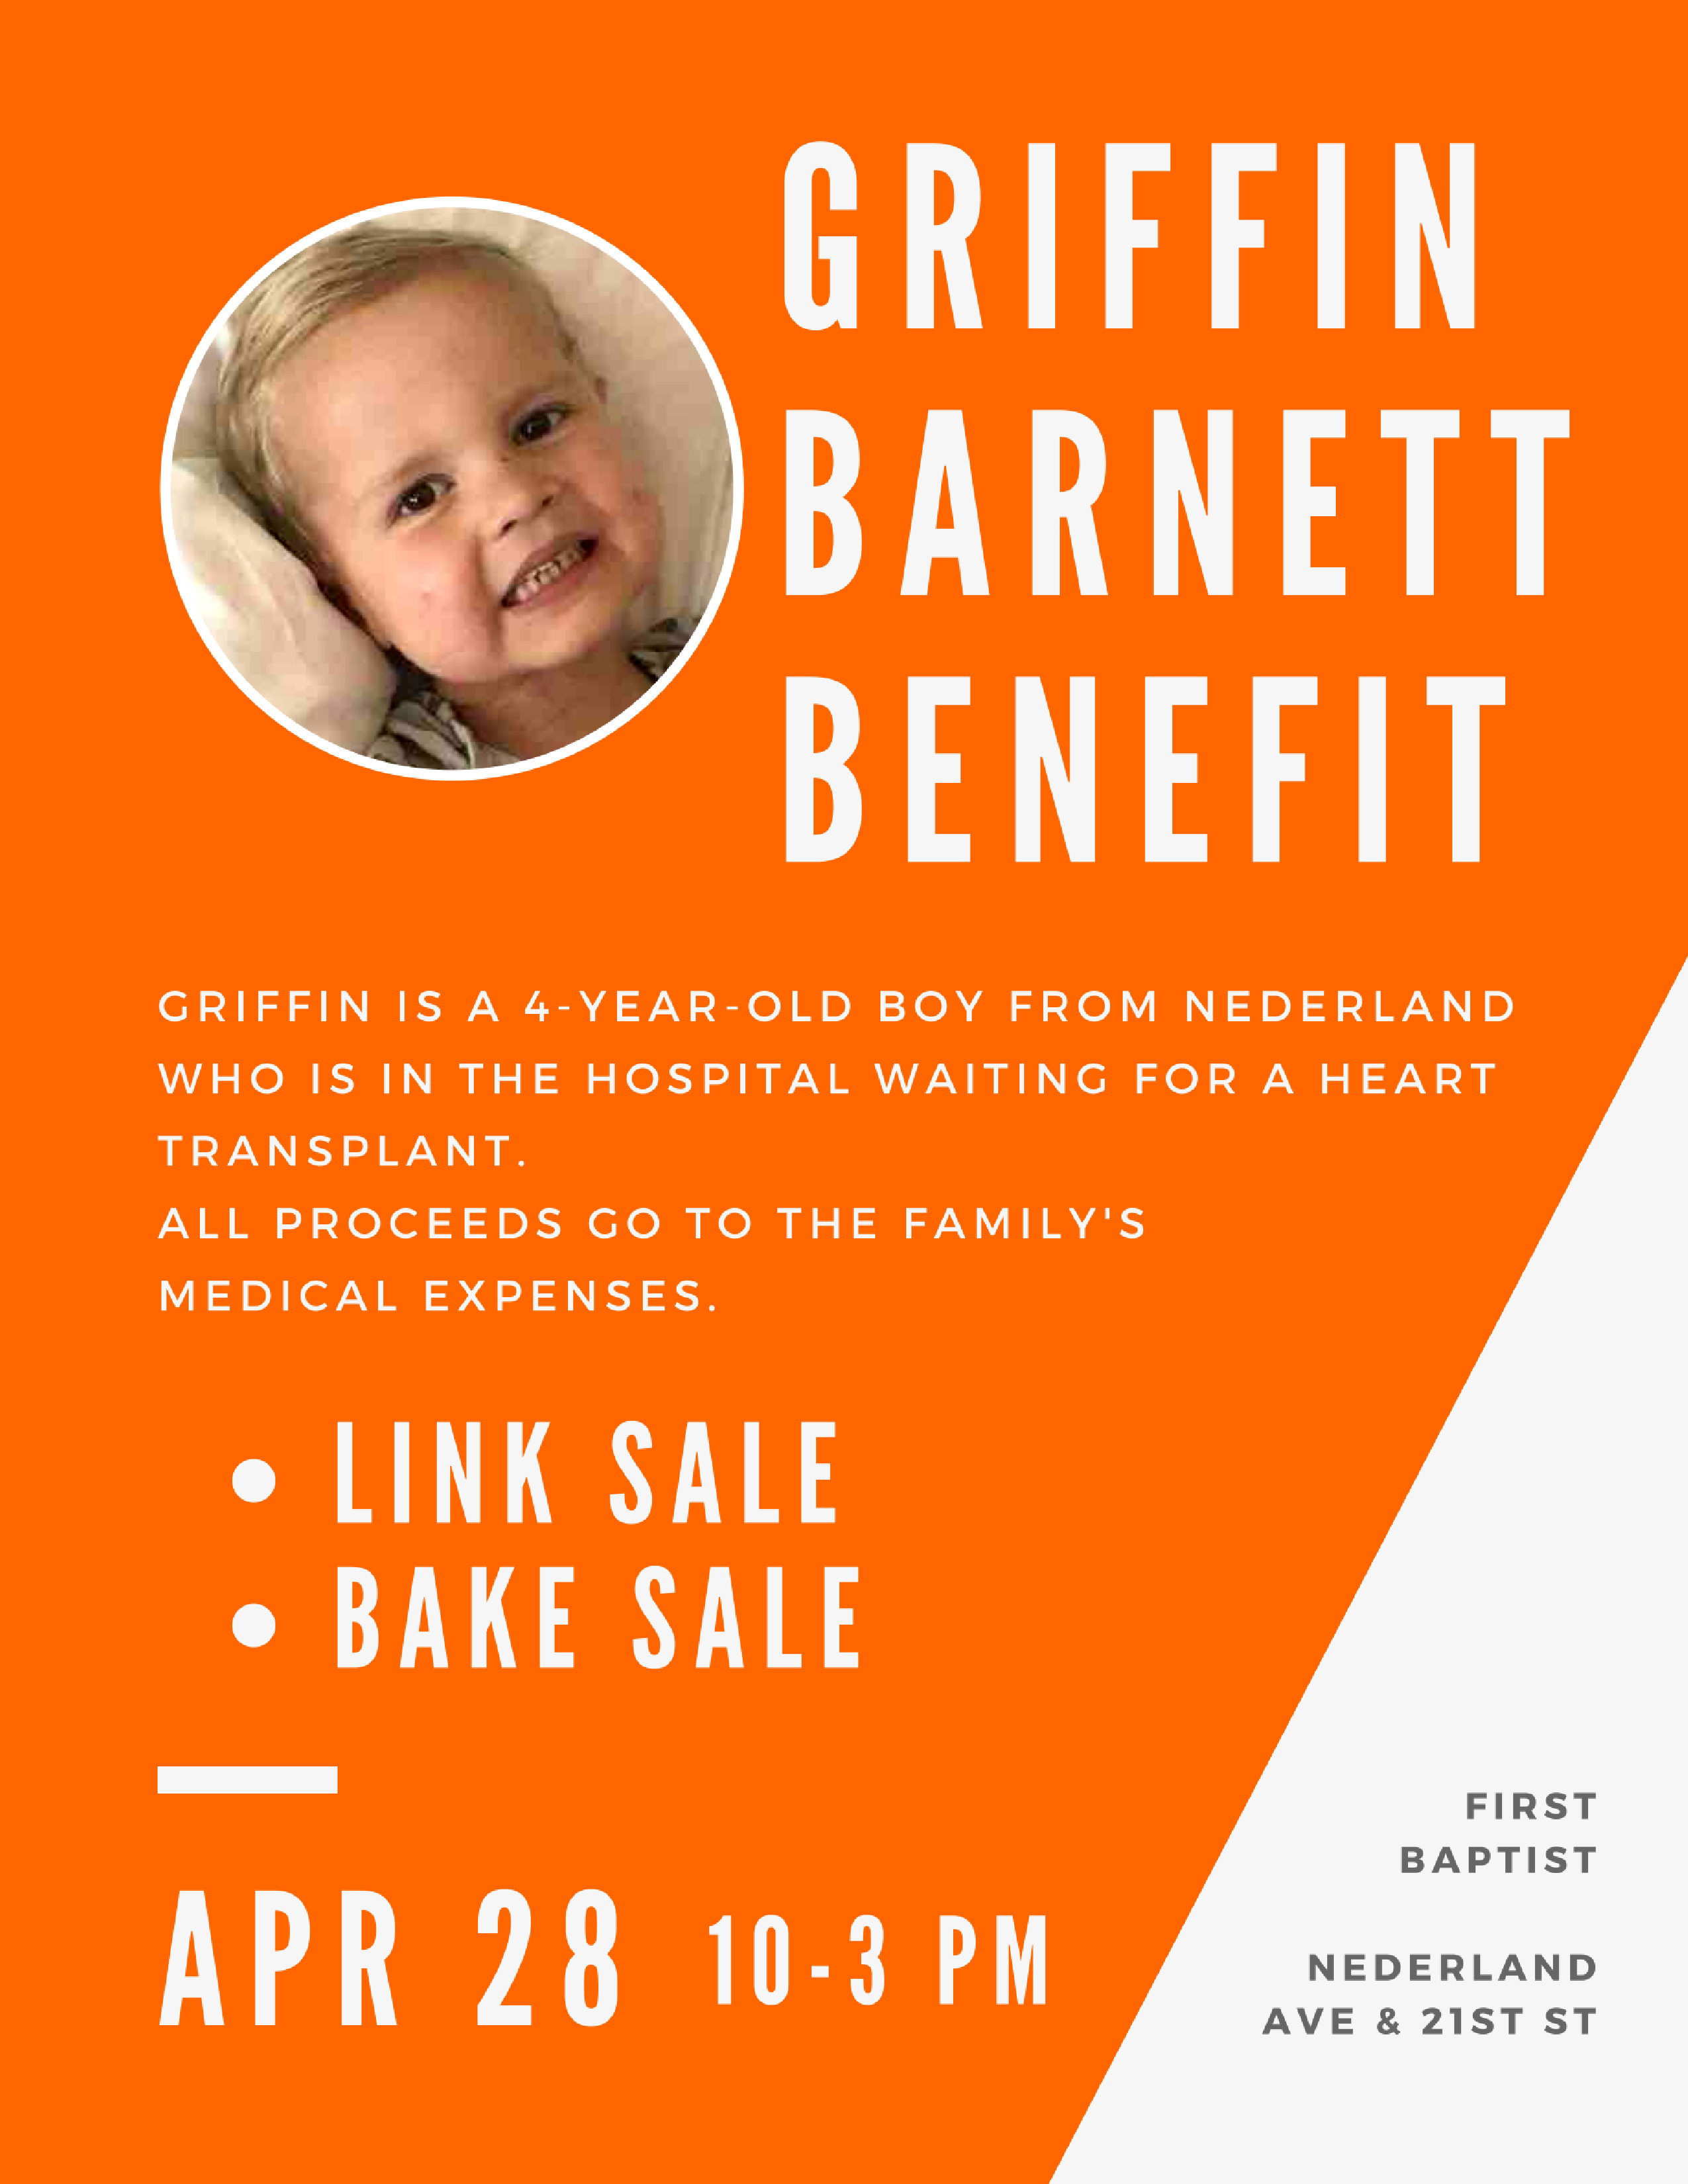 GRIFFIN
BARNETT
BENEFIT
GRIFFIN IS A 4-YEAR-OLD BOY FROM NEDERLAND
WHO IS IN THE HOSPITAL WAITING FOR A HEART
TRANSPLANT.
ALL PROCEEDS GO TO THE FAMILY'S
MEDICAL EXPENSES.
• LINK SALE
• BAKE SALE
APR 28 10-3 PM
FIRST
BAPTIST
NEDERLAND
AVE & 21ST ST